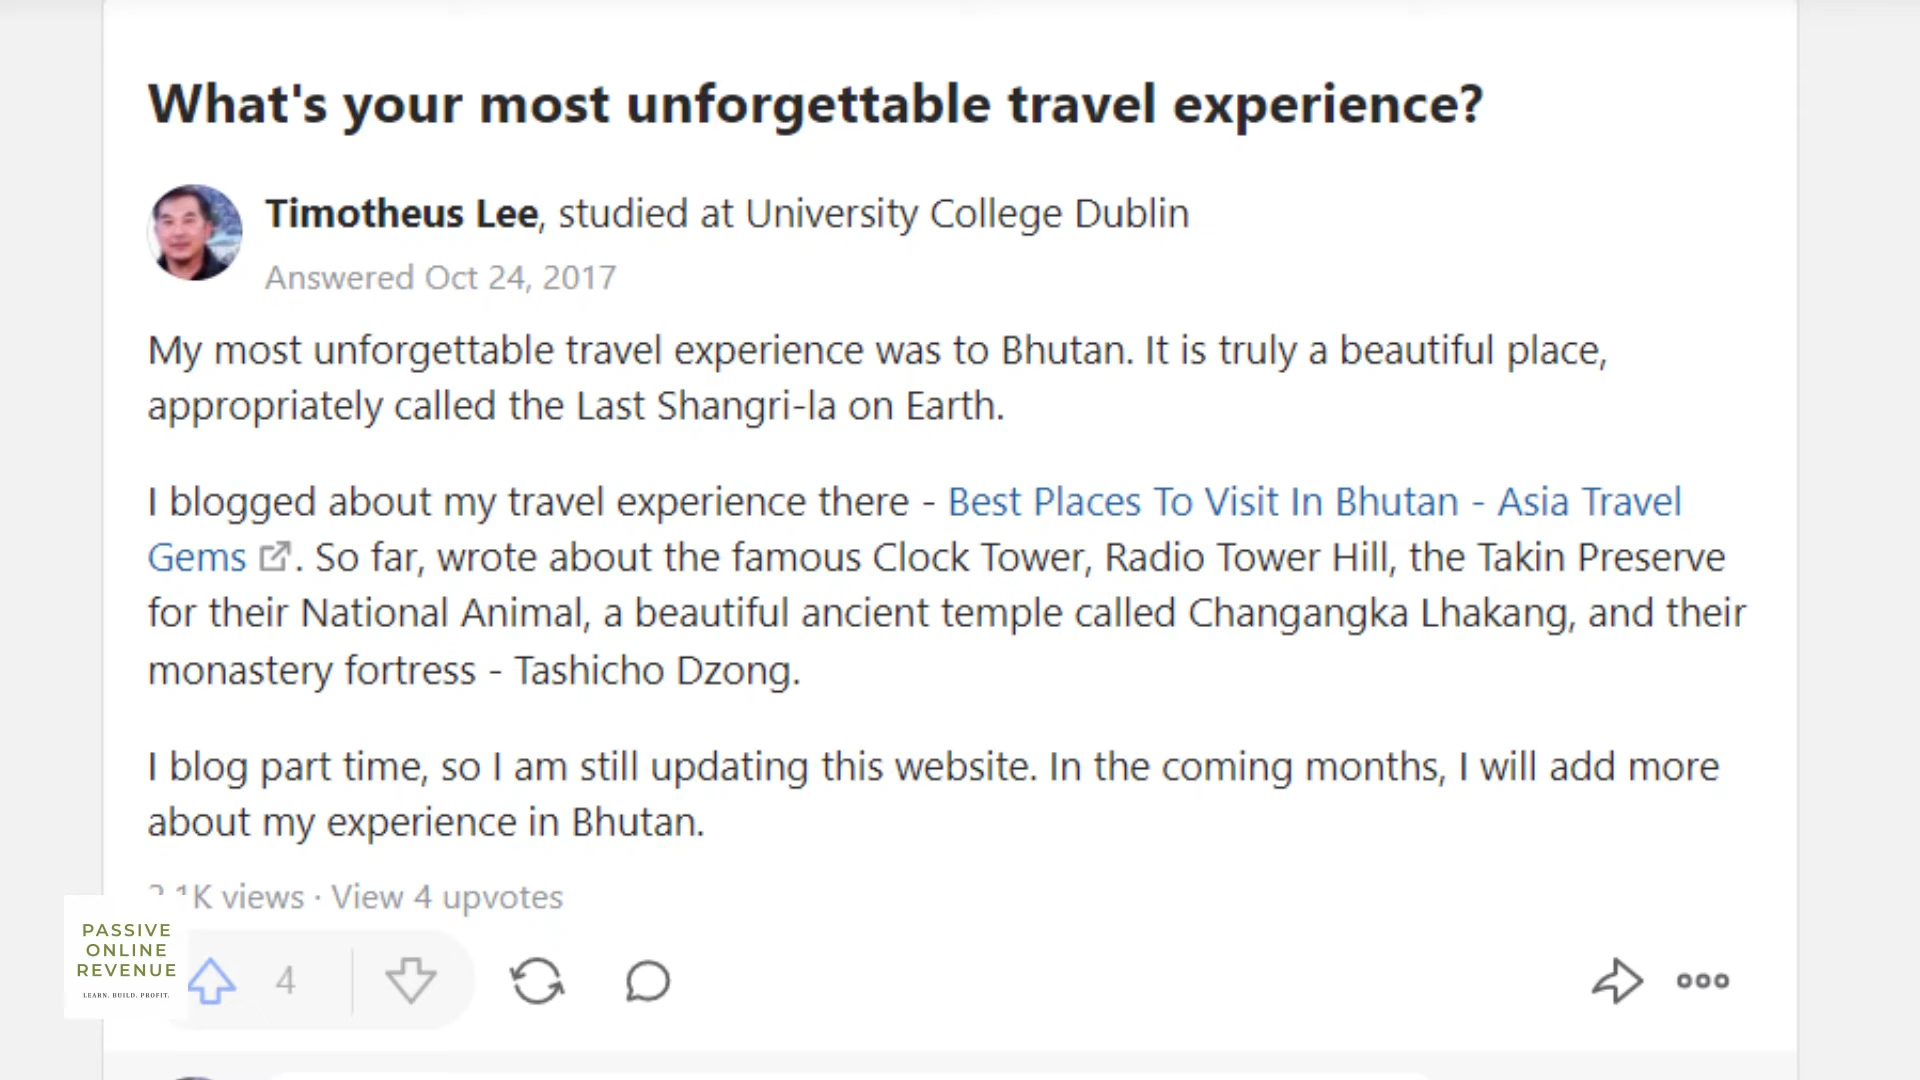 What's your most unforgettable travel experience?
Timotheus Lee, studied at University College Dublin
Answered Oct 24, 2017
My most unforgettable travel experience was to Bhutan. It is truly a beautiful place,
appropriately called the Last Shangri-la on Earth.
I blogged about my travel experience there - Best Places To Visit In Bhutan - Asia Travel
Gems. So far, wrote about the famous Clock Tower, Radio Tower Hill, the Takin Preserve
for their National Animal, a beautiful ancient temple called Changangka Lhakang, and their
monastery fortress - Tashicho Dzong.
I blog part time, so I am still updating this website. In the coming months, I will add more
about my experience in Bhutan.
views · View 4 upvotes
PASSIVE
ONLINE
REVENUE
LEARN. BUILD. PROFIT.
4